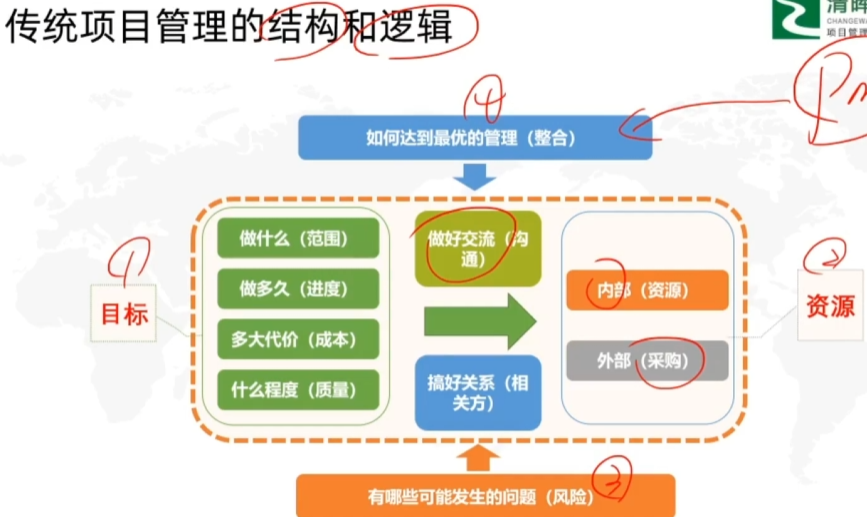 传统项目管理的结构和逻辑
CHANGEW
项目管理
④
如何达到最优的管理（整合）
①
目标
做什么（范围）
做多久（进度）
多大代价（成本）
什么程度（质量）
做好交流（沟
通）
搞好关系（相
关方）
内部（资源）
外部（采购）
②
资源
有哪些可能发生的问题（风险）
③